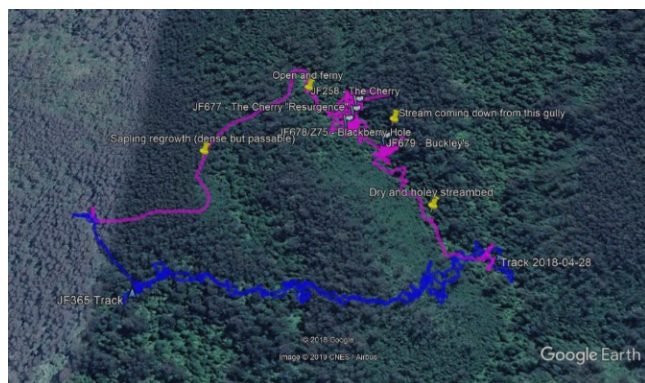 Open and ferny
JF258 - The Cherry
JF677 - The Cherry "Resurgence"
Stream coming down from this gully
JF678/Z75 - Blackberry Hole
Sapling regrowth (dense but passable)
JF679 - Buckley's
Dry and holey streambed
Track 2018-04-28
JF365 Track
© 2018 Google
Image © 2019 CNES / Airbus
Google Earth